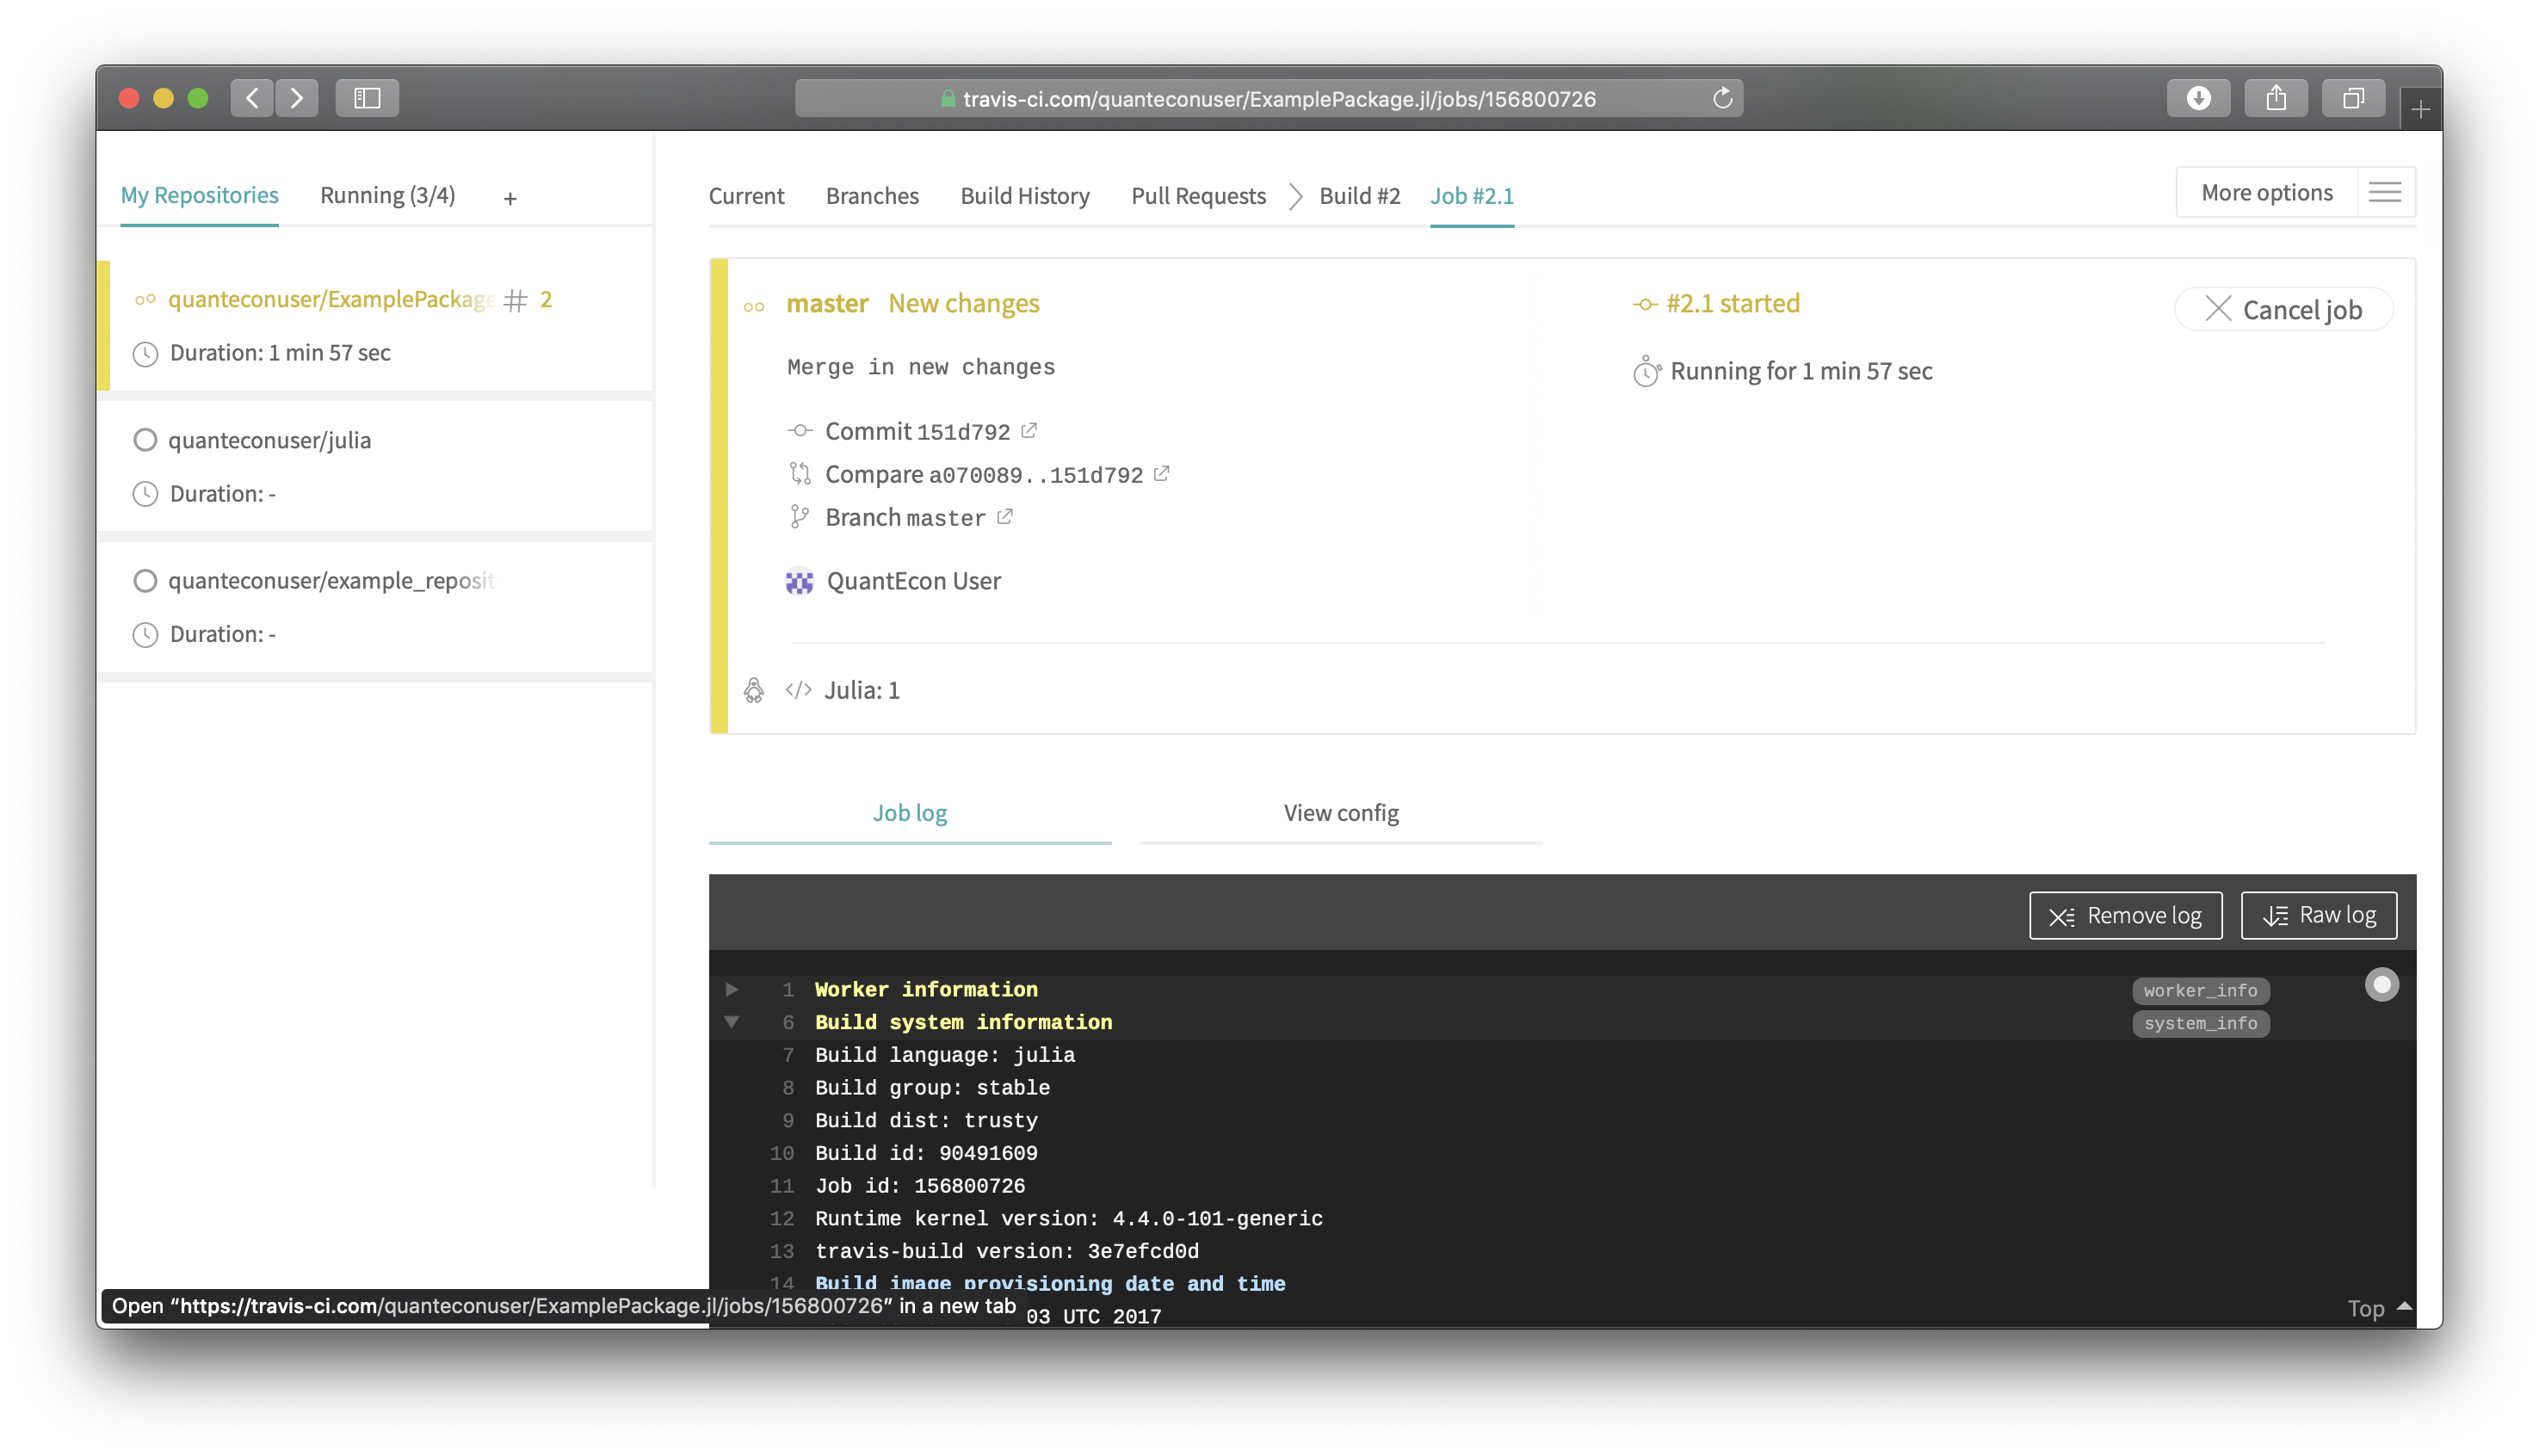 travis-ci.com/quanteconuser/ExamplePackage.jl/jobs/156800726
My Repositories Running (3/4) +
quanteconuser/ExamplePackage # 2
Duration: 1 min 57 sec
quanteconuser/julia
Duration: -
quanteconuser/example_reposit
Duration: -
Current Branches Build History Pull Requests Build #2 Job #2.1
More options
master New changes
#2.1 started
Cancel job
Merge in new changes
Running for 1 min 57 sec
Commit 151d792
Compare a070089..151d792
Branch master
QuantEcon User
</> Julia: 1
Job log View config
Remove log Raw log
1 Worker information worker_info
6 Build system information system_info
7 Build language: julia
8 Build group: stable
9 Build dist: trusty
10 Build id: 90491609
11 Job id: 156800726
12 Runtime kernel version: 4.4.0-101-generic
13 travis-build version: 3e7efcd0d
14 Build image provisioning date and time
03 UTC 2017
Top
Open “https://travis-ci.com/quanteconuser/ExamplePackage.jl/jobs/156800726” in a new tab